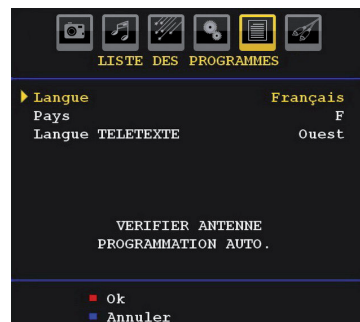 LISTE DES PROGRAMMES
Langue Français
Pays F
Langue TELETEXTE Ouest
VERIFIER ANTENNE
PROGRAMMATION AUTO.
Ok
Annuler